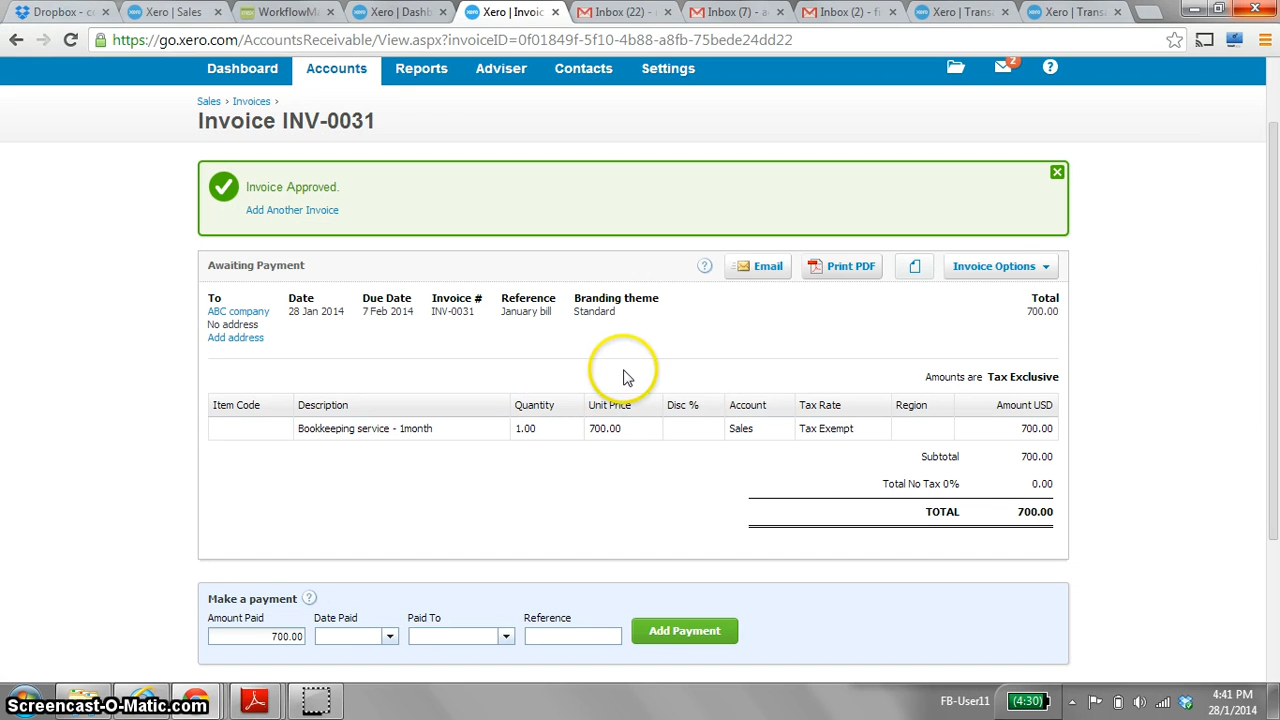 Dropbox - c
Xero | Sales
WorkflowM
Xero | Dashb
Xero | Invoic
Inbox (22) -
Inbox (7) - a
Inbox (2) - fi
Xero | Trans
Xero | Trans
https://go.xero.com/AccountsReceivable/View.aspx?invoiceID=0f01849f-5f10-4b88-a8fb-75bede24dd22
Dashboard Accounts Reports Adviser Contacts Settings 2 ?
Sales › Invoices ›
Invoice INV-0031
Invoice Approved.
Add Another Invoice
Awaiting Payment ? Email Print PDF Invoice Options
To Date Due Date Invoice # Reference Branding theme Total
ABC company 28 Jan 2014 7 Feb 2014 INV-0031 January bill Standard 700.00
No address
Add address
Amounts are Tax Exclusive
Item Code Description Quantity Unit Price Disc % Account Tax Rate Region Amount USD
Bookkeeping service - 1month 1.00 700.00 Sales Tax Exempt 700.00
Subtotal 700.00
Total No Tax 0% 0.00
TOTAL 700.00
Make a payment ?
Amount Paid Date Paid Paid To Reference
700.00 Add Payment
Screencast-O-Matic.com
FB-User11 (4:30) 4:41 PM
28/1/2014